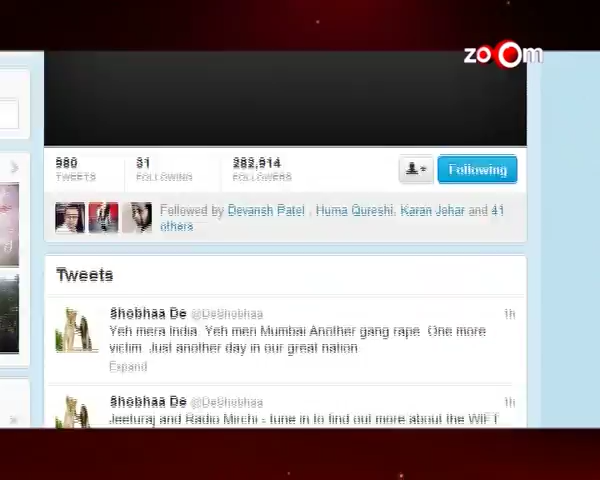 zoom
980 31 282,914
TWEETS FOLLOWING FOLLOWERS
Following
Followed by Devansh Patel , Huma Qureshi, Karan Johar and 41
others
Tweets
Shobhaa De @DeShobhaa 1h
Yeh mera India. Yeh meri Mumbai Another gang rape. One more
victim. Just another day in our great nation.
Expand
Shobhaa De @DeShobhaa 1h
Jeeturaaj and Radio Mirchi - tune in to find out more about the WIFT